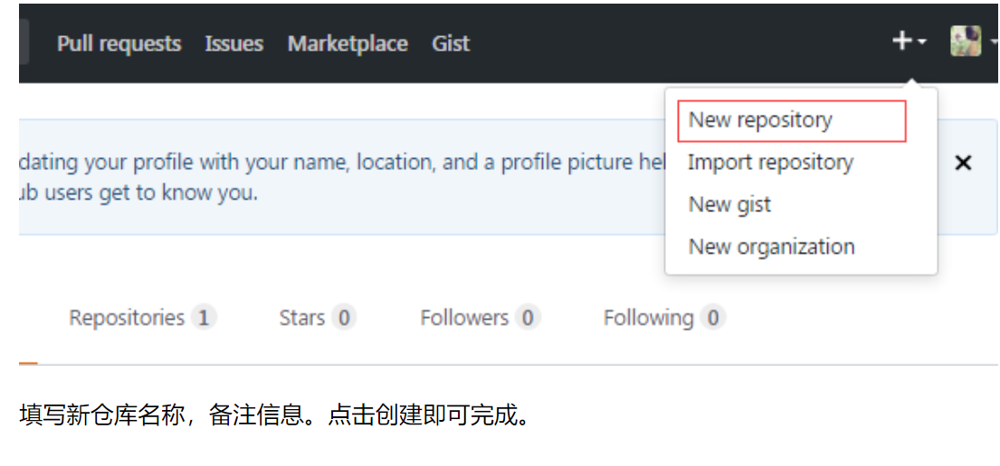 Pull requests Issues Marketplace Gist
New repository
dating your profile with your name, location, and a profile picture hel
Import repository
ub users get to know you.
New gist
New organization
Repositories 1 Stars 0 Followers 0 Following 0
填写新仓库名称，备注信息。点击创建即可完成。